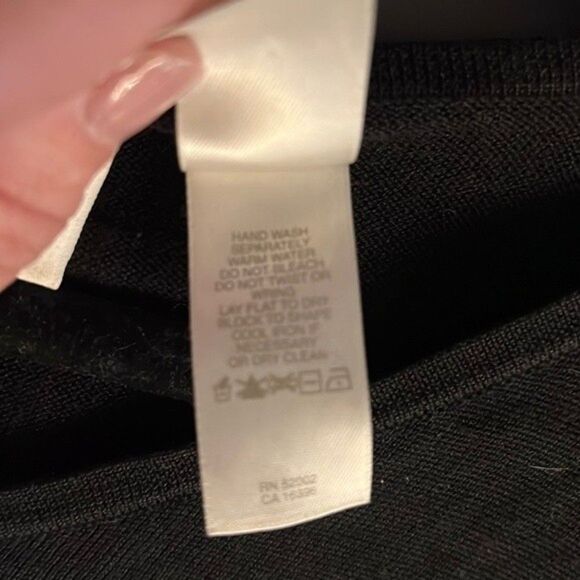 HAND WASH
SEPARATELY
WARM WATER
DO NOT BLEACH
DO NOT TWIST OR
WRING
LAY FLAT TO DRY
BLOCK TO SHAPE
COOL IRON IF
NECESSARY
OR DRY CLEAN
RN 52002
CA 16396